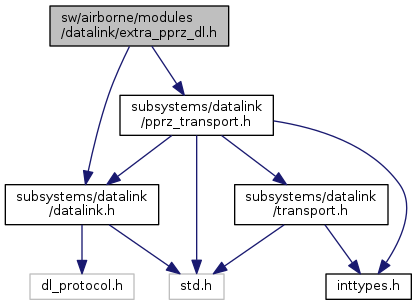 sw/airborne/modules
/datalink/extra_pprz_dl.h
subsystems/datalink
/pprz_transport.h
subsystems/datalink
/datalink.h
subsystems/datalink
/transport.h
dl_protocol.h
std.h
inttypes.h